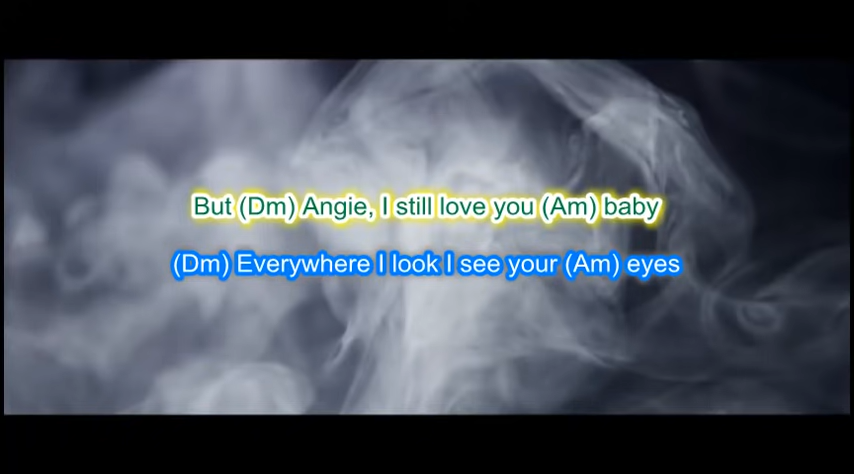 But (Dm) Angie, I still love you (Am) baby
(Dm) Everywhere I look I see your (Am) eyes